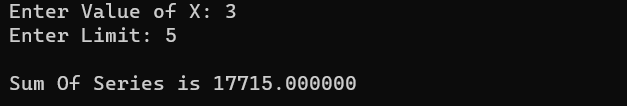 Enter Value of X: 3
Enter Limit: 5
Sum Of Series is 17715.000000